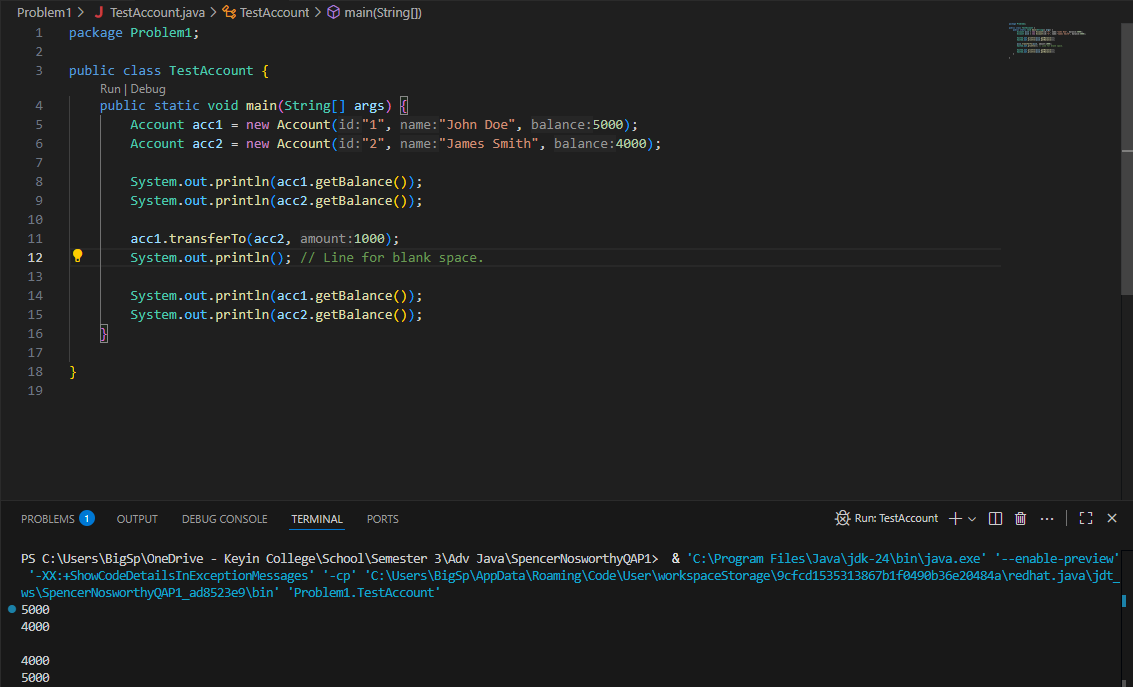 Problem1 > J TestAccount.java > TestAccount > main(String[])
1 package Problem1;
2
3 public class TestAccount {
Run | Debug
4 public static void main(String[] args) {
5 Account acc1 = new Account(id:"1", name:"John Doe", balance:5000);
6 Account acc2 = new Account(id:"2", name:"James Smith", balance:4000);
7
8 System.out.println(acc1.getBalance());
9 System.out.println(acc2.getBalance());
10
11 acc1.transferTo(acc2, amount:1000);
12 System.out.println(); // Line for blank space.
13
14 System.out.println(acc1.getBalance());
15 System.out.println(acc2.getBalance());
16 }
17
18 }
19
PROBLEMS 1 OUTPUT DEBUG CONSOLE TERMINAL PORTS Run: TestAccount
PS C:\Users\BigSp\OneDrive - Keyin College\School\Semester 3\Adv Java\SpencerNosworthyQAP1> & 'C:\Program Files\Java\jdk-24\bin\java.exe' '--enable-preview'
'-XX:+ShowCodeDetailsInExceptionMessages' '-cp' 'C:\Users\BigSp\AppData\Roaming\Code\User\workspaceStorage\9cfcd1535313867b1f0490b36e20484a\redhat.java\jdt_
ws\SpencerNosworthyQAP1_ad8523e9\bin' 'Problem1.TestAccount'
5000
4000
4000
5000